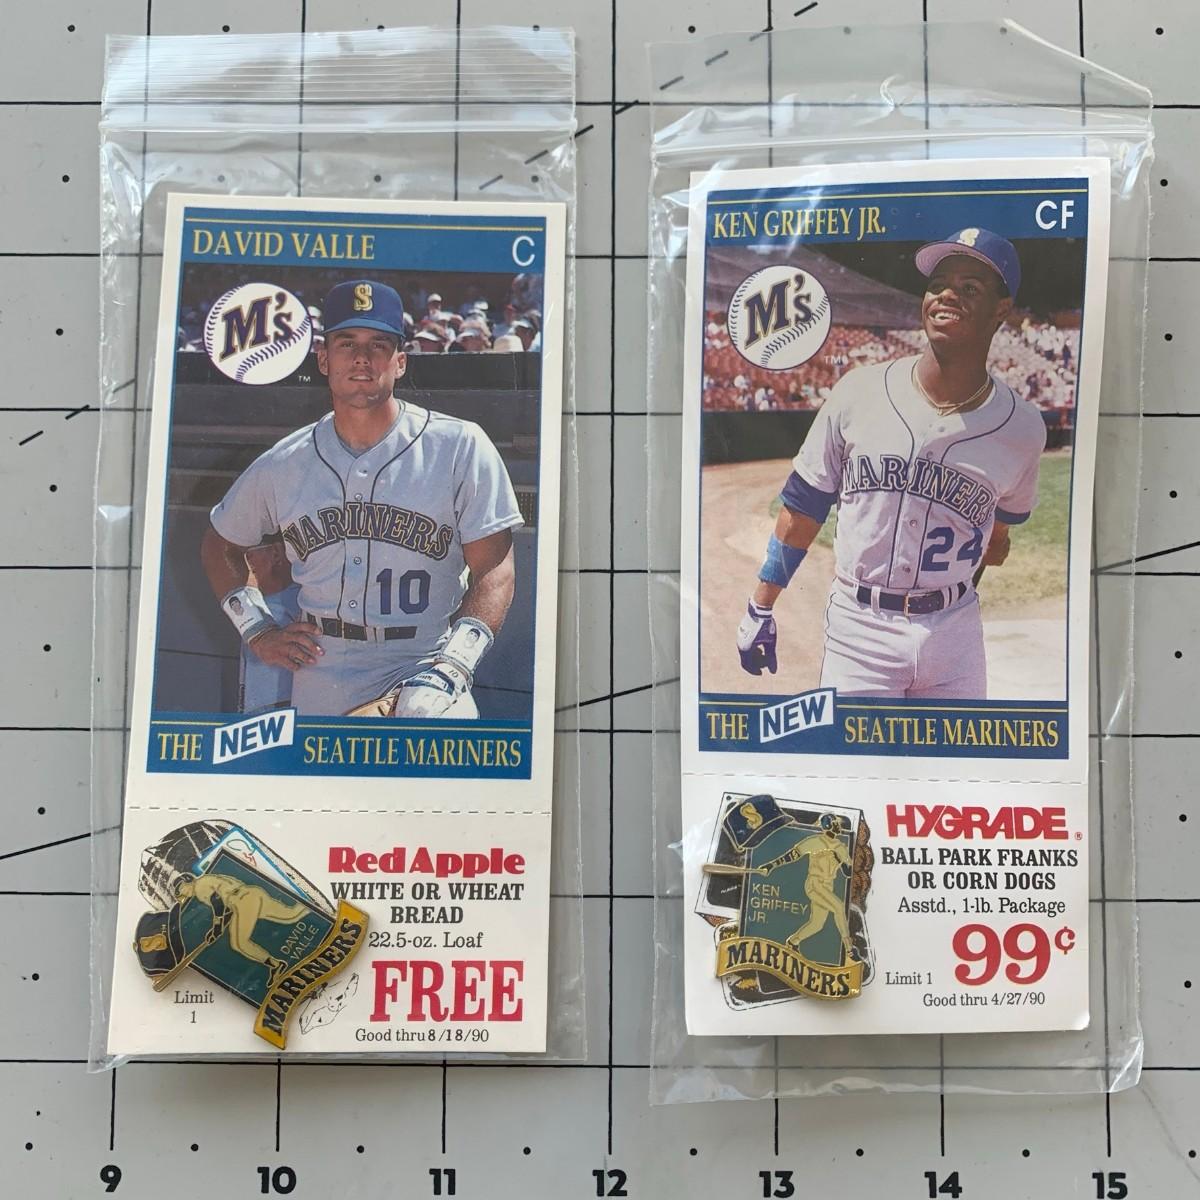 DAVID VALLE
C
S
M's
TM
MARINERS
10
THE NEW SEATTLE MARINERS
Red Apple
WHITE OR WHEAT
BREAD
22.5-oz. Loaf
FREE
Limit
1
Good thru 8/18/90
S
DAVID
VALLE
MARINERS
KEN GRIFFEY JR.
CF
S
M's
TM
MARINERS
24
THE NEW SEATTLE MARINERS
HYGRADE®
BALL PARK FRANKS
OR CORN DOGS
Asstd., 1-lb. Package
99¢
Limit 1
Good thru 4/27/90
S
KEN
GRIFFEY
JR.
MARINERS
9 10 11 12 13 14 15